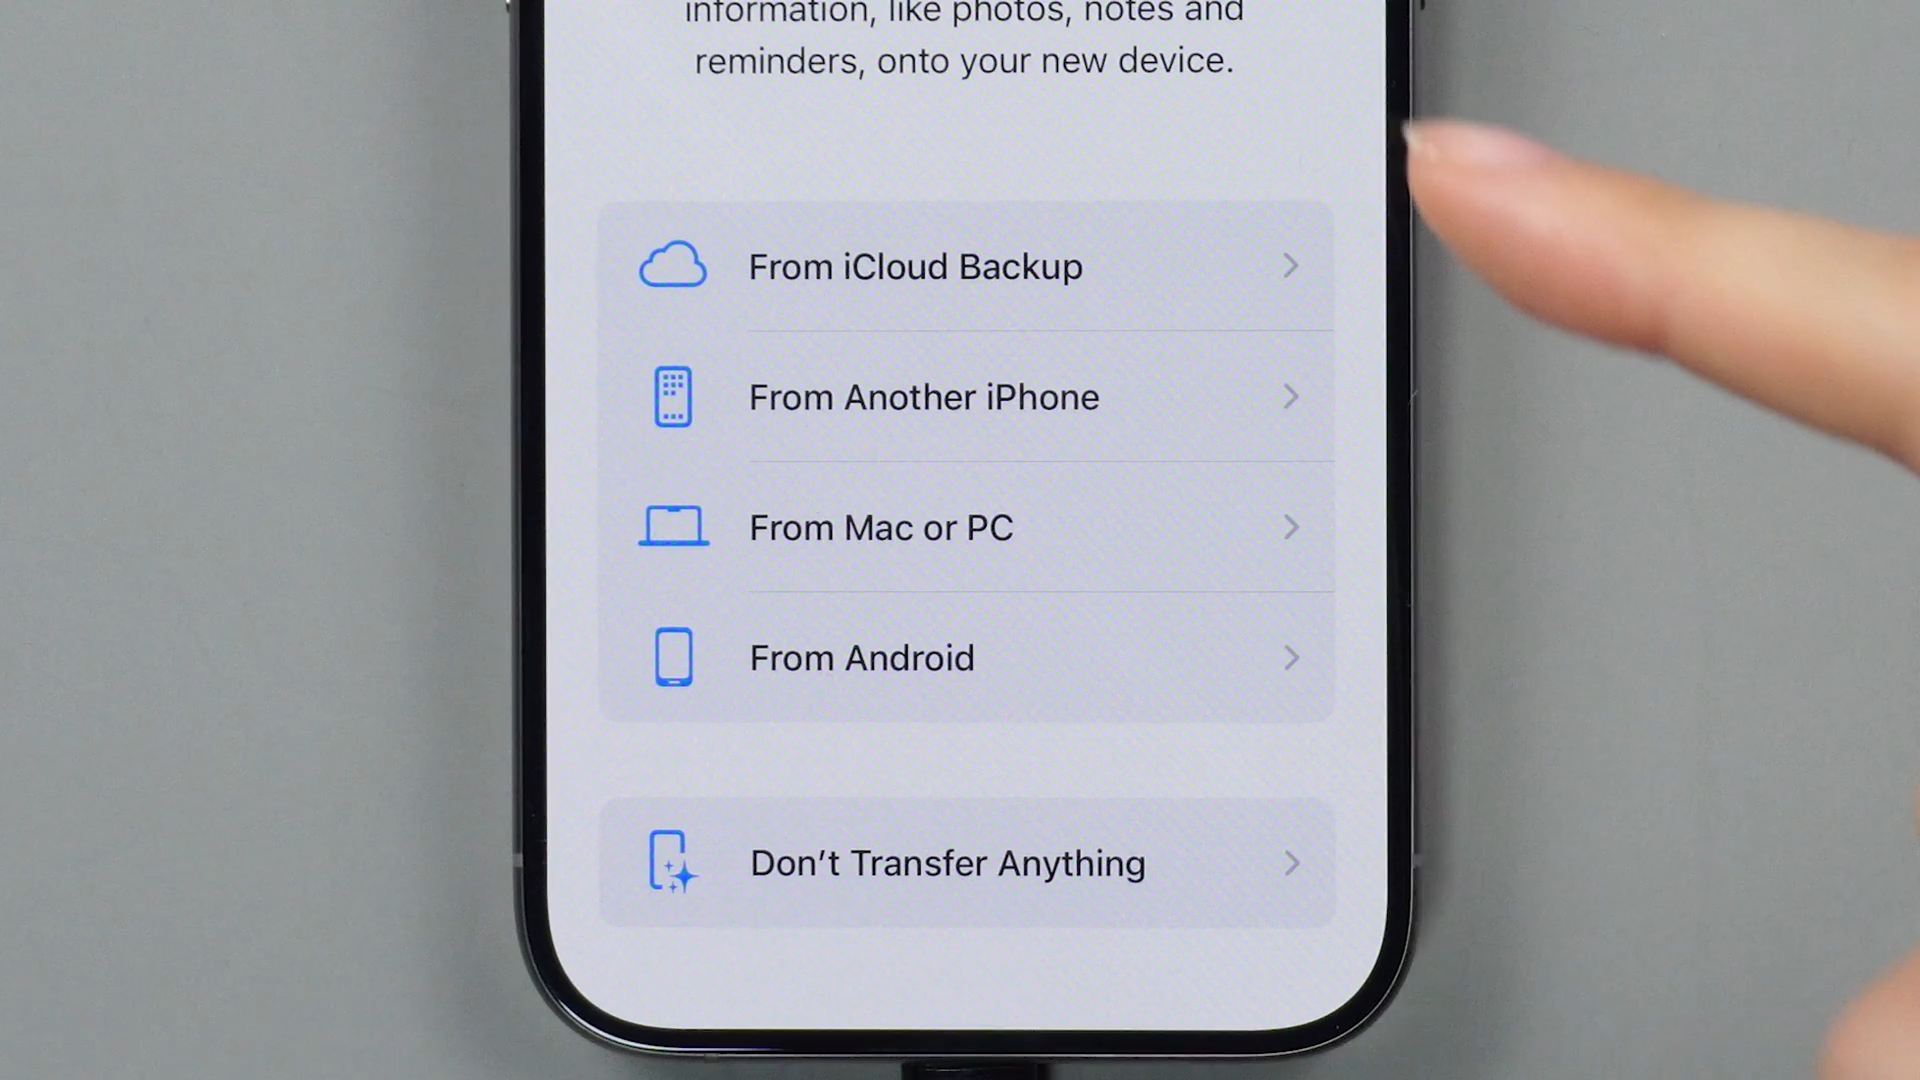 information, like photos, notes and
reminders, onto your new device.
From iCloud Backup
From Another iPhone
From Mac or PC
From Android
Don’t Transfer Anything